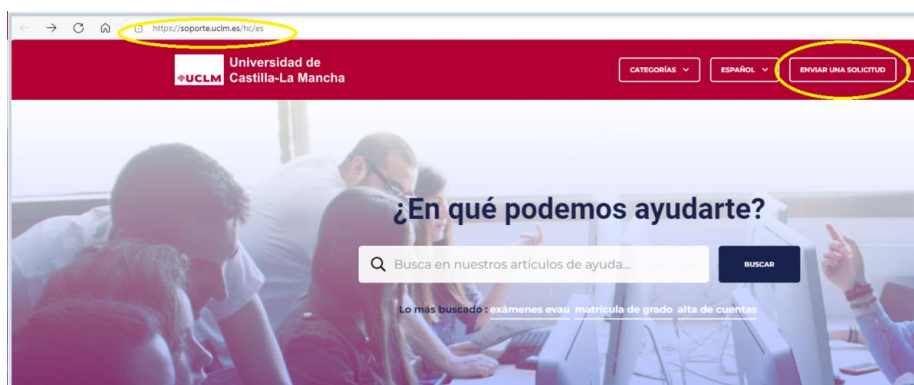 https://soporte.uclm.es/hc/es
Universidad de
UCLM Castilla-La Mancha
CATEGORÍAS
ESPAÑOL
ENVIAR UNA SOLICITUD
¿En qué podemos ayudarte?
Busca en nuestros artículos de ayuda...
BUSCAR
Lo más buscado : exámenes evau matrícula de grado alta de cuentas